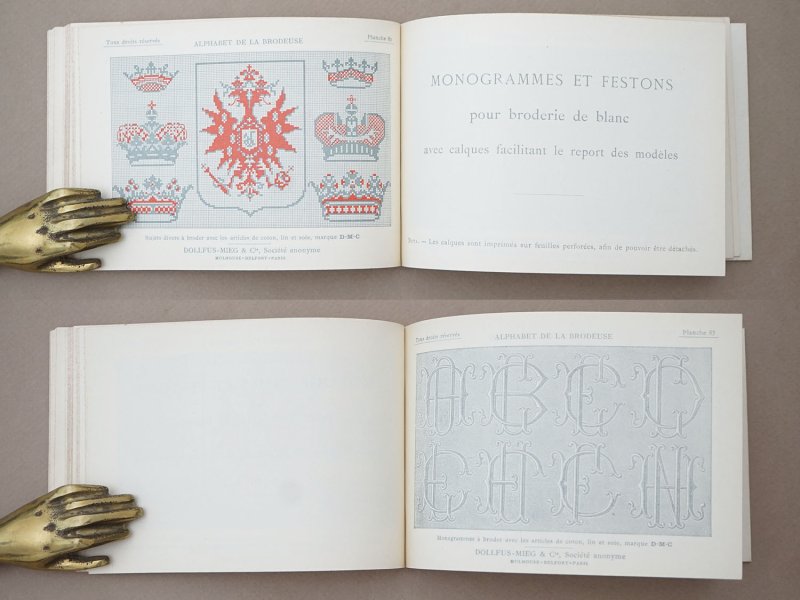 Tous droits réservés
ALPHABET DE LA BRODEUSE
Sujets divers à broder avec les articles de coton, lin et soie, marque D·M·C
DOLLFUS-MIEG & Cie, Société anonyme
MULHOUSE-BELFORT-PARIS
MONOGRAMMES ET FESTONS
pour broderie de blanc
avec calques facilitant le report des modèles
Les calques sont imprimés sur feuilles perforées, afin de pouvoir être détachés.
Tous droits réservés
ALPHABET DE LA BRODEUSE
Planche 87
Monogrammes à broder avec les articles de coton, lin et soie, marque D·M·C
DOLLFUS-MIEG & Cie, Société anonyme
MULHOUSE-BELFORT-PARIS